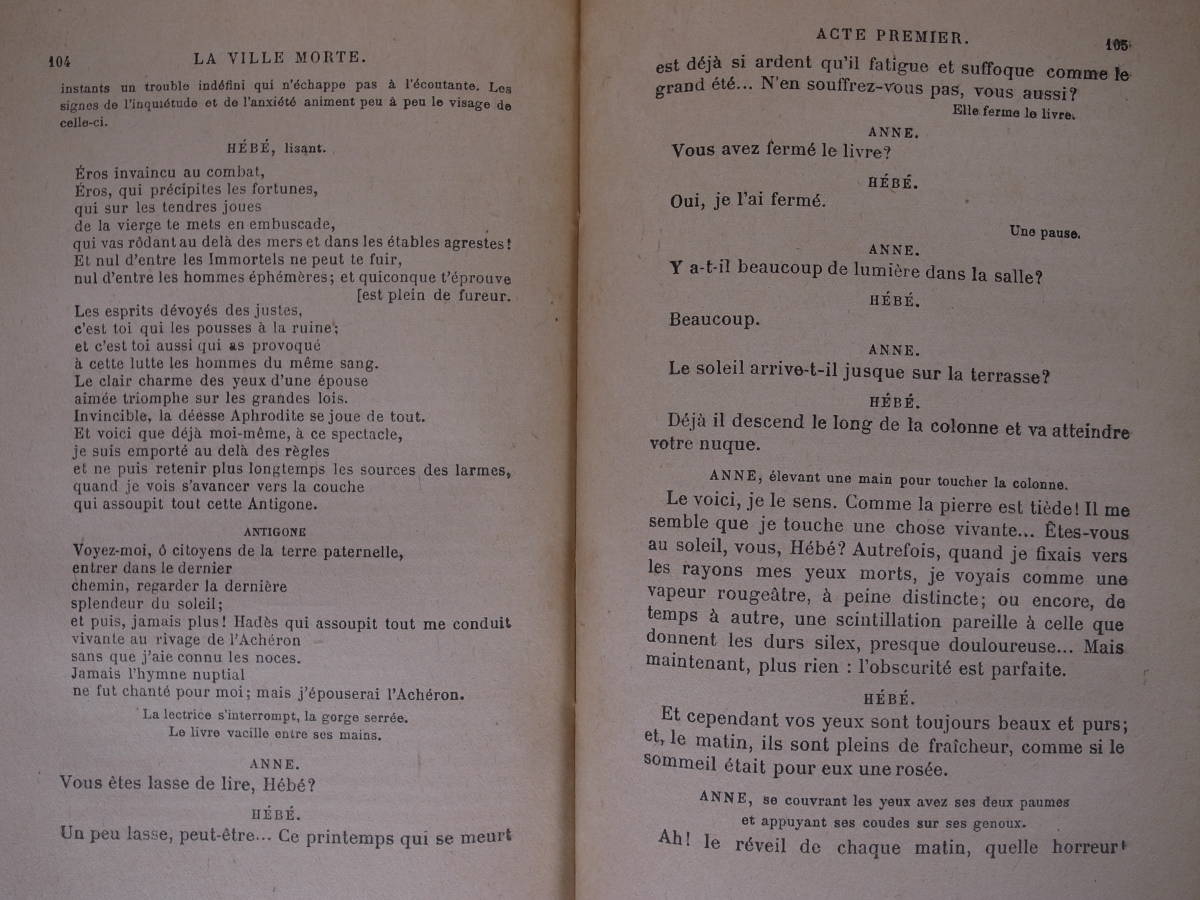 104
LA VILLE MORTE.
instants un trouble indéfini qui n'échappe pas à l'écoutante. Les
signes de l'inquiétude et de l'anxiété animent peu à peu le visage de
celle-ci.
HÉBÉ, lisant.
Éros invaincu au combat,
Éros, qui précipites les fortunes,
qui sur les tendres joues
de la vierge te mets en embuscade,
qui vas rôdant au delà des mers et dans les étables agrestes!
Et nul d'entre les Immortels ne peut te fuir,
nul d'entre les hommes éphémères; et quiconque t'éprouve
[est plein de fureur.
Les esprits dévoyés des justes,
c'est toi qui les pousses à la ruine;
et c'est toi aussi qui as provoqué
à cette lutte les hommes du même sang.
Le clair charme des yeux d'une épouse
aimée triomphe sur les grandes lois.
Invincible, la déesse Aphrodite se joue de tout.
Et voici que déjà moi-même, à ce spectacle,
je suis emporté au delà des règles
et ne puis retenir plus longtemps les sources des larmes,
quand je vois s'avancer vers la couche
qui assoupit tout cette Antigone.
ANTIGONE
Voyez-moi, ô citoyens de la terre paternelle,
entrer dans le dernier
chemin, regarder la dernière
splendeur du soleil;
et puis, jamais plus! Hadès qui assoupit tout me conduit
vivante au rivage de l'Achéron
sans que j'aie connu les noces.
Jamais l'hymne nuptial
ne fut chanté pour moi; mais j'épouserai l'Achéron.
La lectrice s'interrompt, la gorge serrée.
Le livre vacille entre ses mains.
ANNE.
Vous êtes lasse de lire, Hébé?
HÉBÉ.
Un peu lasse, peut-être... Ce printemps qui se meurt
ACTE PREMIER.
105
est déjà si ardent qu'il fatigue et suffoque comme le
grand été... N'en souffrez-vous pas, vous aussi?
Elle ferme le livre.
ANNE.
Vous avez fermé le livre?
HÉBÉ.
Oui, je l'ai fermé.
Une pause.
ANNE.
Y a-t-il beaucoup de lumière dans la salle?
HÉBÉ.
Beaucoup.
ANNE.
Le soleil arrive-t-il jusque sur la terrasse?
HÉBÉ.
Déjà il descend le long de la colonne et va atteindre
votre nuque.
ANNE, élevant une main pour toucher la colonne.
Le voici, je le sens. Comme la pierre est tiède! Il me
semble que je touche une chose vivante... Êtes-vous
au soleil, vous, Hébé? Autrefois, quand je fixais vers
les rayons mes yeux morts, je voyais comme une
vapeur rougeâtre, à peine distincte; ou encore, de
temps à autre, une scintillation pareille à celle que
donnent les durs silex, presque douloureuse... Mais
maintenant, plus rien : l'obscurité est parfaite.
HÉBÉ.
Et cependant vos yeux sont toujours beaux et purs;
et, le matin, ils sont pleins de fraîcheur, comme si le
sommeil était pour eux une rosée.
ANNE, se couvrant les yeux avez ses deux paumes
et appuyant ses coudes sur ses genoux.
Ah! le réveil de chaque matin, quelle horreur!